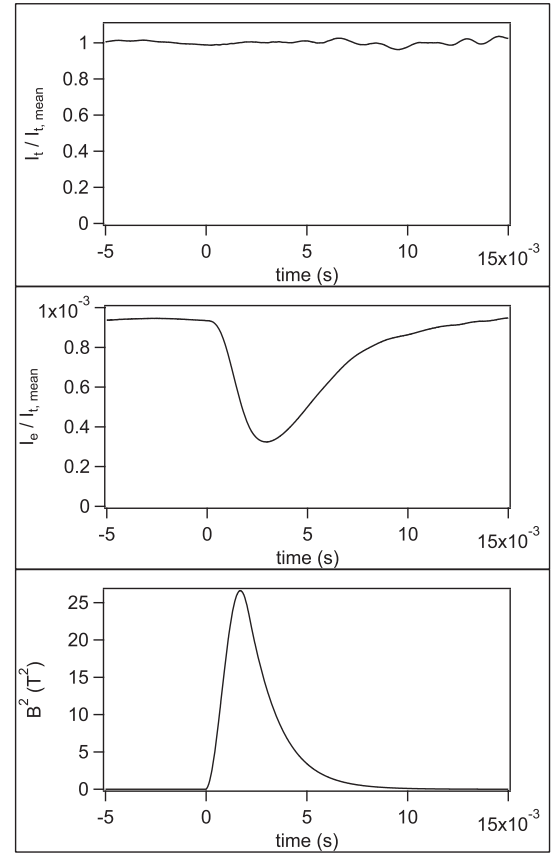 I_t / I_t, mean
1
0.8
0.6
0.4
0.2
0
-5 0 5 10 15x10^-3
time (s)
I_e / I_t, mean
1x10^-3
0.8
0.6
0.4
0.2
0
-5 0 5 10 15x10^-3
time (s)
B^2 (T^2)
25
20
15
10
5
0
-5 0 5 10 15x10^-3
time (s)